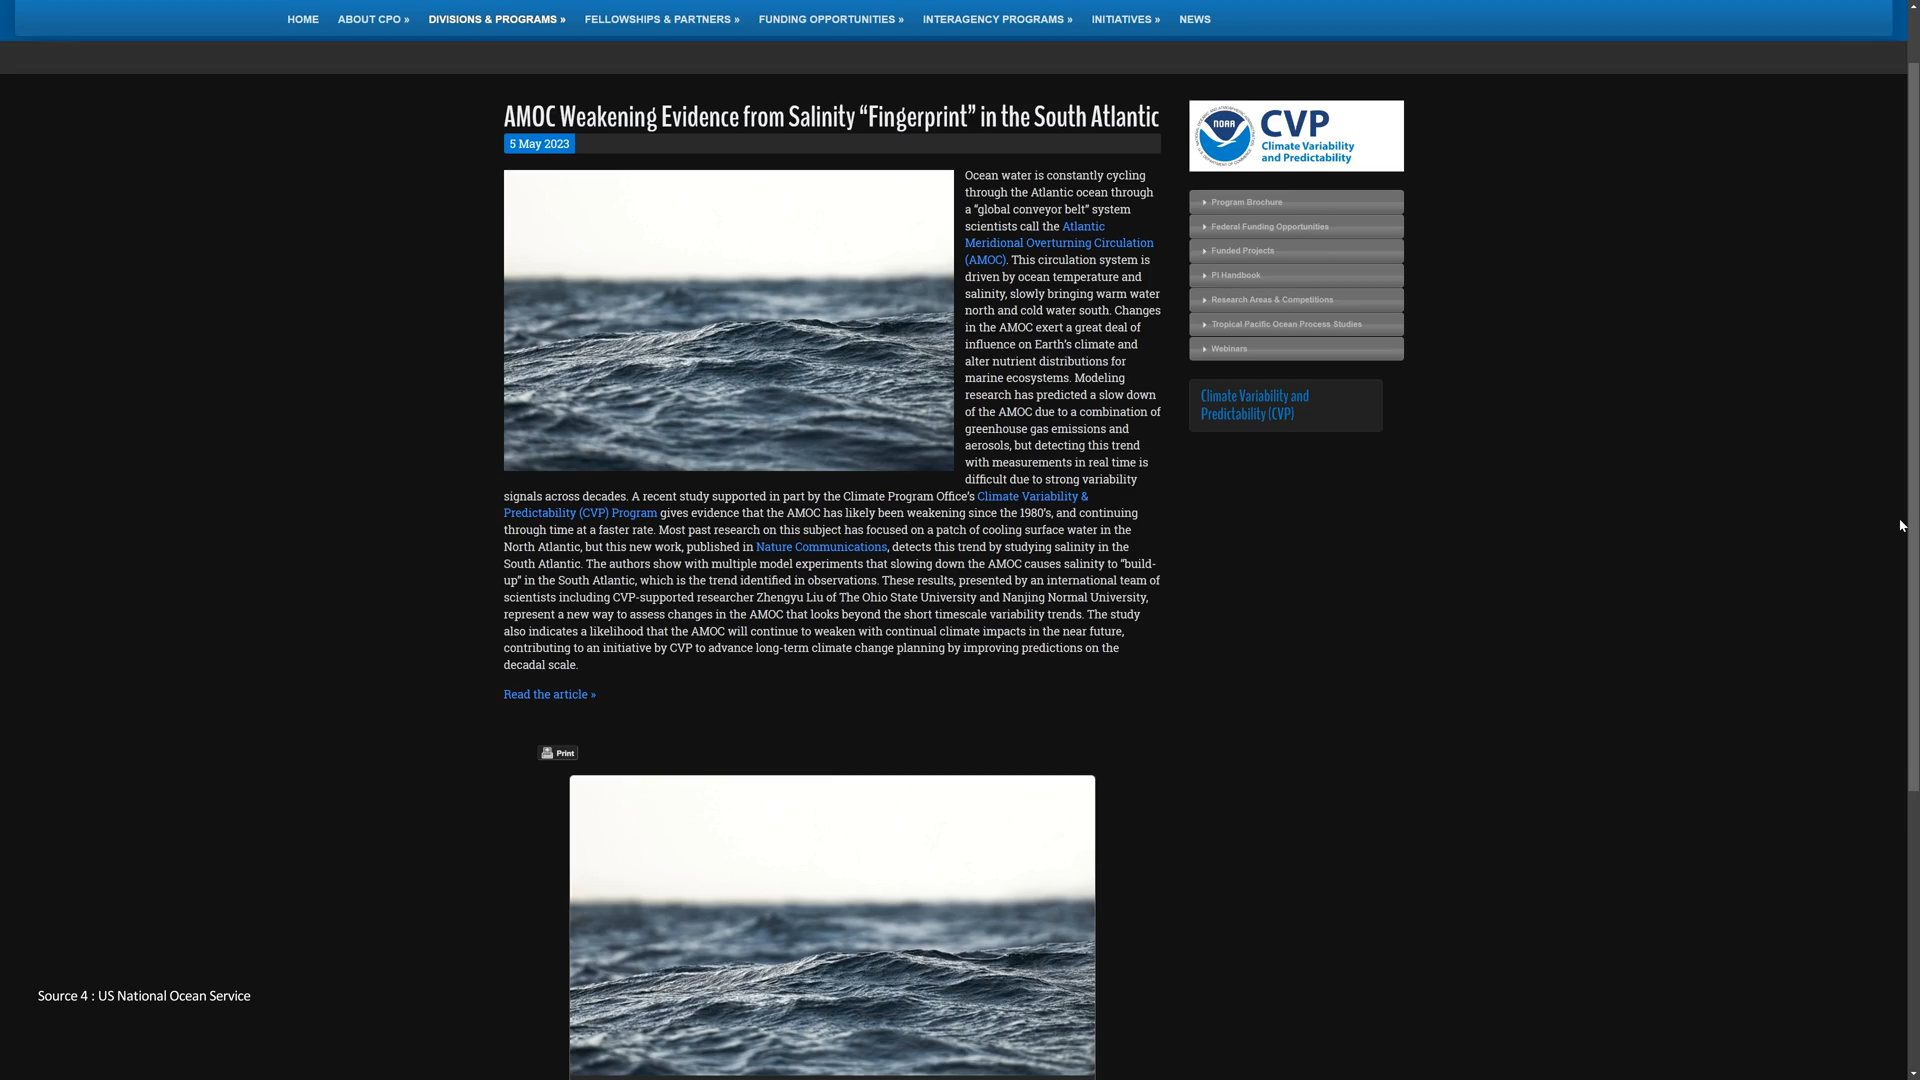 HOME ABOUT CPO » DIVISIONS & PROGRAMS » FELLOWSHIPS & PARTNERS » FUNDING OPPORTUNITIES » INTERAGENCY PROGRAMS » INITIATIVES » NEWS
AMOC Weakening Evidence from Salinity “Fingerprint” in the South Atlantic
5 May 2023
Ocean water is constantly cycling
through the Atlantic ocean through
a “global conveyor belt” system
scientists call the Atlantic
Meridional Overturning Circulation
(AMOC). This circulation system is
driven by ocean temperature and
salinity, slowly bringing warm water
north and cold water south. Changes
in the AMOC exert a great deal of
influence on Earth’s climate and
alter nutrient distributions for
marine ecosystems. Modeling
research has predicted a slow down
of the AMOC due to a combination of
greenhouse gas emissions and
aerosols, but detecting this trend
with measurements in real time is
difficult due to strong variability
signals across decades. A recent study supported in part by the Climate Program Office’s Climate Variability &
Predictability (CVP) Program gives evidence that the AMOC has likely been weakening since the 1980’s, and continuing
through time at a faster rate. Most past research on this subject has focused on a patch of cooling surface water in the
North Atlantic, but this new work, published in Nature Communications, detects this trend by studying salinity in the
South Atlantic. The authors show with multiple model experiments that slowing down the AMOC causes salinity to “build-
up” in the South Atlantic, which is the trend identified in observations. These results, presented by an international team of
scientists including CVP-supported researcher Zhengyu Liu of The Ohio State University and Nanjing Normal University,
represent a new way to assess changes in the AMOC that looks beyond the short timescale variability trends. The study
also indicates a likelihood that the AMOC will continue to weaken with continual climate impacts in the near future,
contributing to an initiative by CVP to advance long-term climate change planning by improving predictions on the
decadal scale.
Read the article »
Print
NOAA
CVP
Climate Variability
and Predictability
Program Brochure
Federal Funding Opportunities
Funded Projects
PI Handbook
Research Areas & Competitions
Tropical Pacific Ocean Process Studies
Webinars
Climate Variability and
Predictability (CVP)
Source 4 : US National Ocean Service